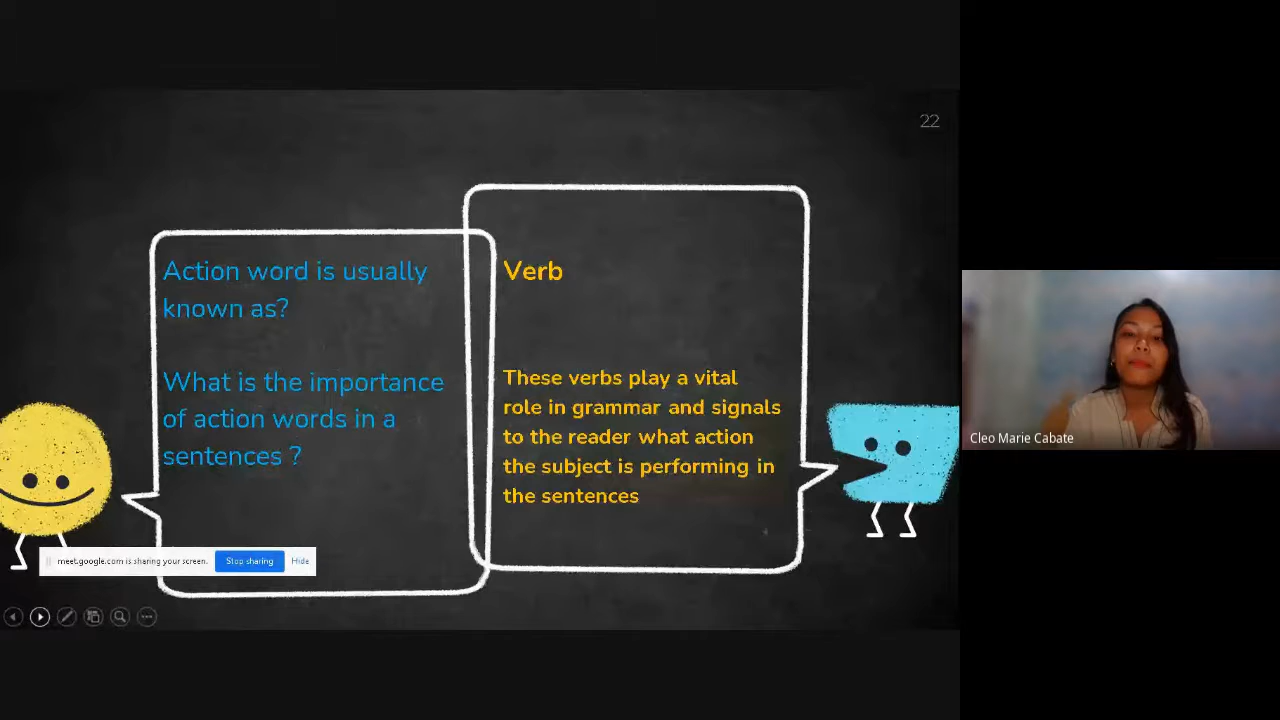 22
Action word is usually
known as?
What is the importance
of action words in a
sentences ?
Verb
These verbs play a vital
role in grammar and signals
to the reader what action
the subject is performing in
the sentences
meet.google.com is sharing your screen.
Stop sharing
Hide
Cleo Marie Cabate